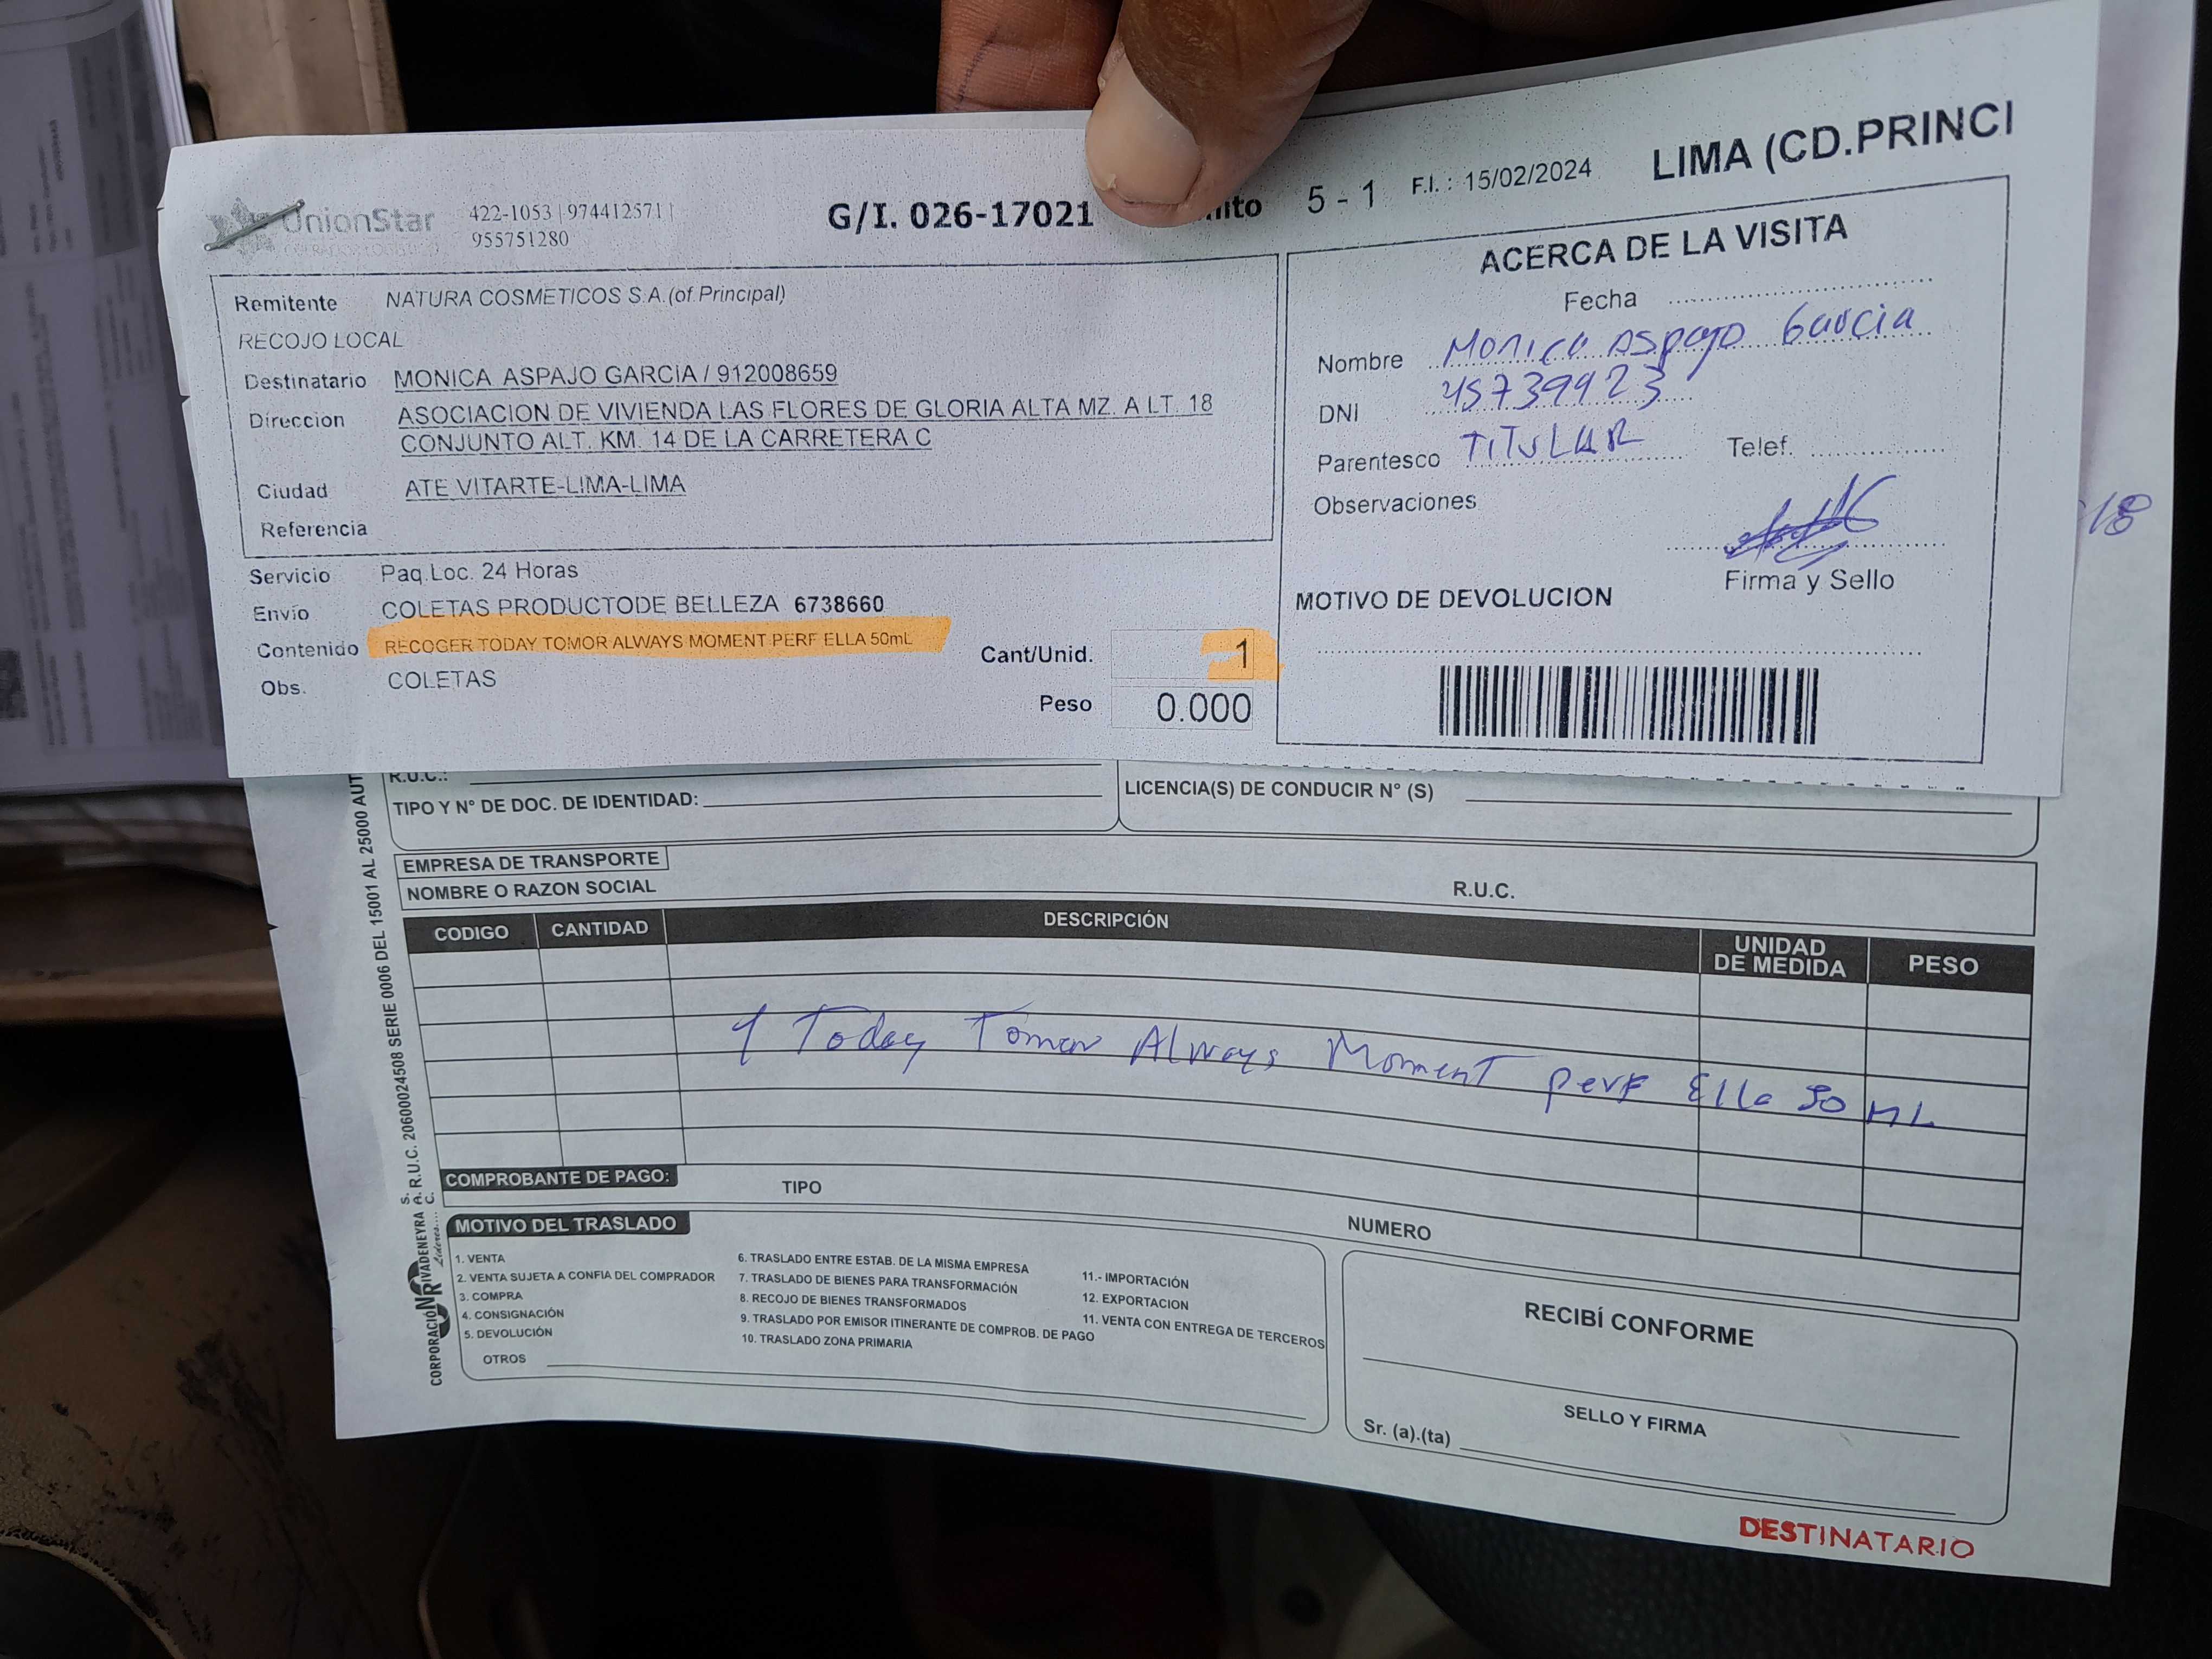 UnionStar
422-1053 | 974412571 |
955751280
G/I. 026-17021
5 - 1
F.I. : 15/02/2024
LIMA (CD.PRINCI
Remitente NATURA COSMETICOS S.A.(of.Principal)
RECOJO LOCAL
Destinatario MONICA ASPAJO GARCIA / 912008659
Direccion ASOCIACION DE VIVIENDA LAS FLORES DE GLORIA ALTA MZ. A LT. 18
CONJUNTO ALT. KM. 14 DE LA CARRETERA C
Ciudad ATE VITARTE-LIMA-LIMA
Referencia
Servicio Paq.Loc. 24 Horas
Envío COLETAS PRODUCTODE BELLEZA 6738660
Contenido RECOGER TODAY TOMOR ALWAYS MOMENT PERF ELLA 50mL
Obs. COLETAS
Cant/Unid. 1
Peso 0.000
ACERCA DE LA VISITA
Fecha
Nombre Monica Aspajo Garcia
DNI 45739923
Parentesco TITULAR Telef.
Observaciones
Firma y Sello
MOTIVO DE DEVOLUCION
18
R.U.C.:
TIPO Y N° DE DOC. DE IDENTIDAD:
LICENCIA(S) DE CONDUCIR N° (S)
EMPRESA DE TRANSPORTE
NOMBRE O RAZON SOCIAL R.U.C.
CODIGO CANTIDAD DESCRIPCIÓN UNIDAD DE MEDIDA PESO
1 Today Tomor Always Moment perf Ella 50 ML
COMPROBANTE DE PAGO: TIPO NUMERO
MOTIVO DEL TRASLADO
1. VENTA
2. VENTA SUJETA A CONFIA DEL COMPRADOR
3. COMPRA
4. CONSIGNACIÓN
5. DEVOLUCIÓN
OTROS
6. TRASLADO ENTRE ESTAB. DE LA MISMA EMPRESA
7. TRASLADO DE BIENES PARA TRANSFORMACIÓN
8. RECOJO DE BIENES TRANSFORMADOS
9. TRASLADO POR EMISOR ITINERANTE DE COMPROB. DE PAGO
10. TRASLADO ZONA PRIMARIA
11.- IMPORTACIÓN
12. EXPORTACION
11. VENTA CON ENTREGA DE TERCEROS
RECIBÍ CONFORME
SELLO Y FIRMA
Sr. (a).(ta)
DESTINATARIO
CORPORACIÓN RIVADENEYRA S.A.C. R.U.C. 20600024508 SERIE 0006 DEL 15001 AL 25000 AUT
Líderes....